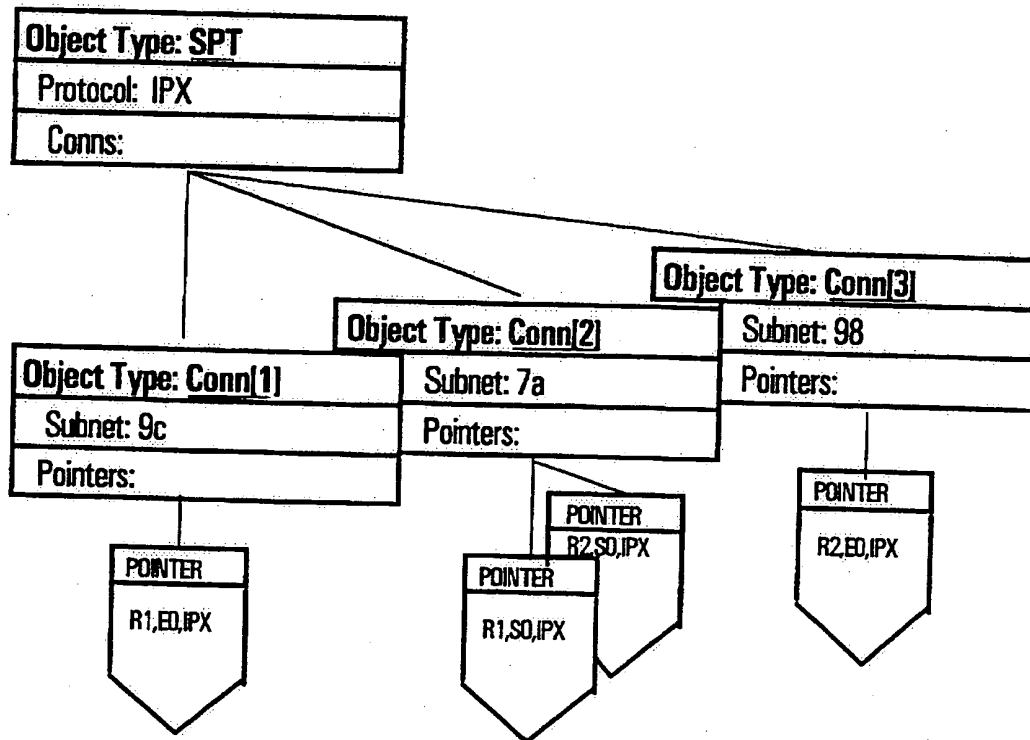 Object Type: SPT
Protocol: IPX
Conns:
Object Type: Conn[3]
Subnet: 98
Pointers:
Object Type: Conn[2]
Subnet: 7a
Pointers:
Object Type: Conn[1]
Subnet: 9c
Pointers:
POINTER
R2,E0,IPX
POINTER
R2,S0,IPX
POINTER
R1,S0,IPX
POINTER
R1,E0,IPX